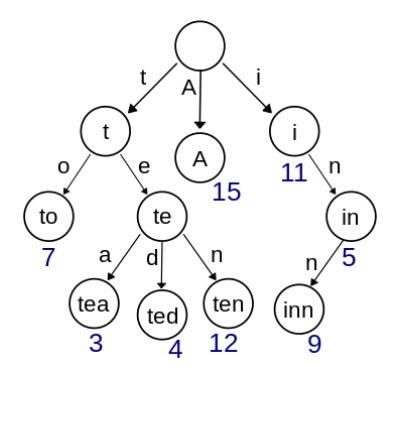 t A i
t A i
15 11
o e n
to te in
7 5
a d n n
tea ted ten inn
3 4 12 9